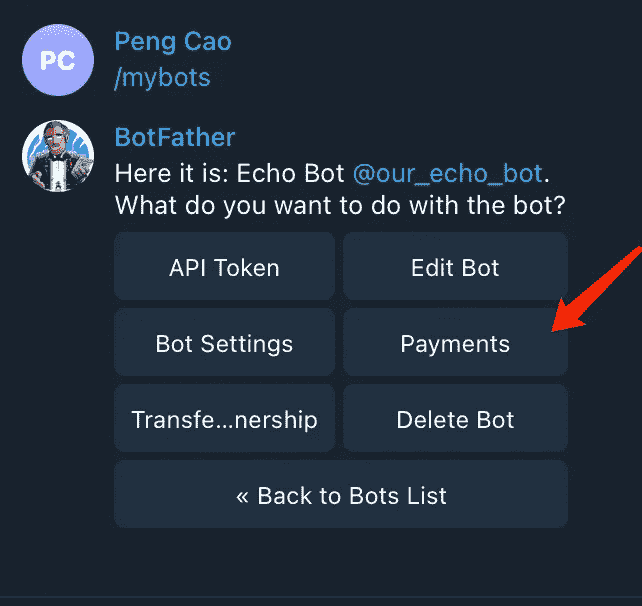 PC
Peng Cao
/mybots
BotFather
Here it is: Echo Bot @our_echo_bot.
What do you want to do with the bot?
API Token
Edit Bot
Bot Settings
Payments
Transfe...nership
Delete Bot
« Back to Bots List